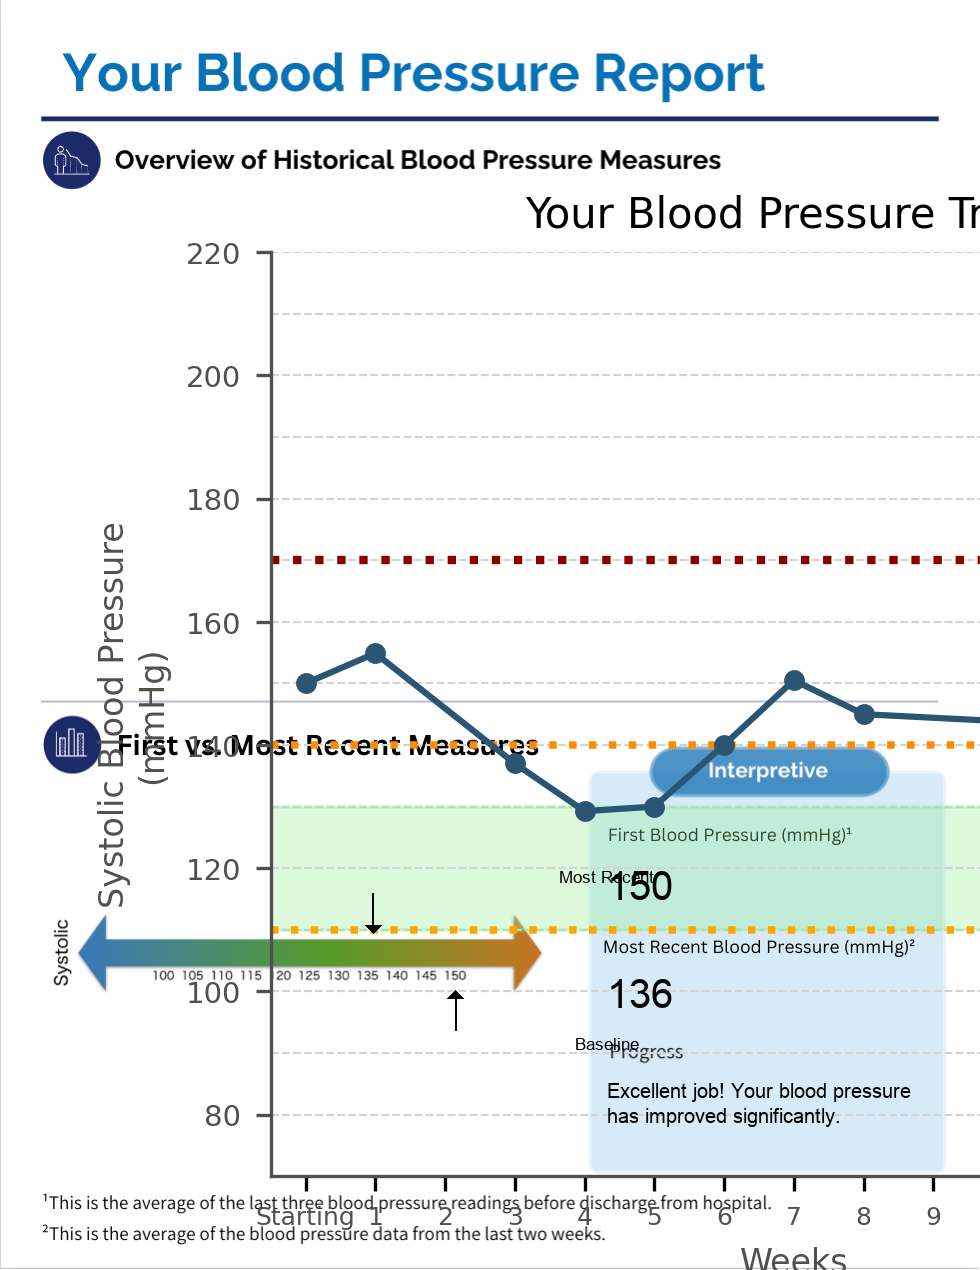 Your Blood Pressure Report
Overview of Historical Blood Pressure Measures
Your Blood Pressure Tr
220
200
180
160
140
120
100
80
Systolic Blood Pressure
(mmHg)
First vs. Most Recent Measures
Interpretive
First Blood Pressure (mmHg)¹
Most Recent
150
Most Recent Blood Pressure (mmHg)²
136
Baseline
Progress
Excellent job! Your blood pressure
has improved significantly.
Systolic
100 105 110 115 120 125 130 135 140 145 150
¹This is the average of the last three blood pressure readings before discharge from hospital.
Starting 1 2 3 4 5 6 7 8 9
²This is the average of the blood pressure data from the last two weeks.
Weeks